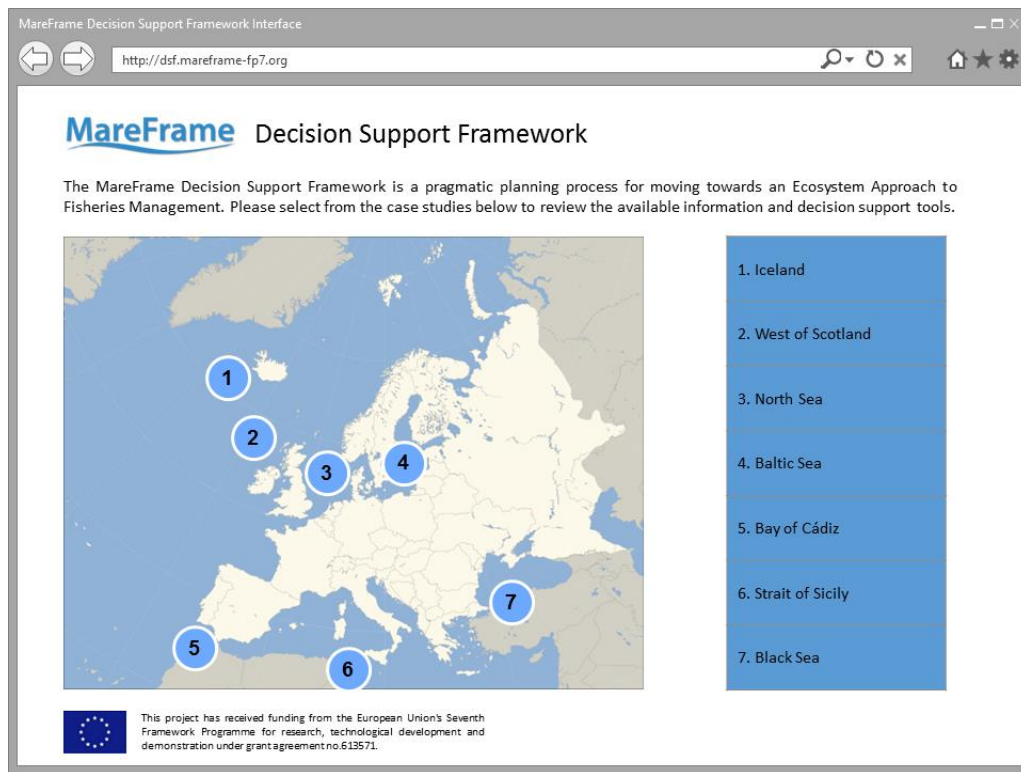 MareFrame Decision Support Framework Interface
http://dsf.mareframe-fp7.org
MareFrame Decision Support Framework
The MareFrame Decision Support Framework is a pragmatic planning process for moving towards an Ecosystem Approach to
Fisheries Management. Please select from the case studies below to review the available information and decision support tools.
1
2
3
4
5
6
7
1. Iceland
2. West of Scotland
3. North Sea
4. Baltic Sea
5. Bay of Cádiz
6. Strait of Sicily
7. Black Sea
This project has received funding from the European Union's Seventh
Framework Programme for research, technological development and
demonstration under grant agreement no.613571.